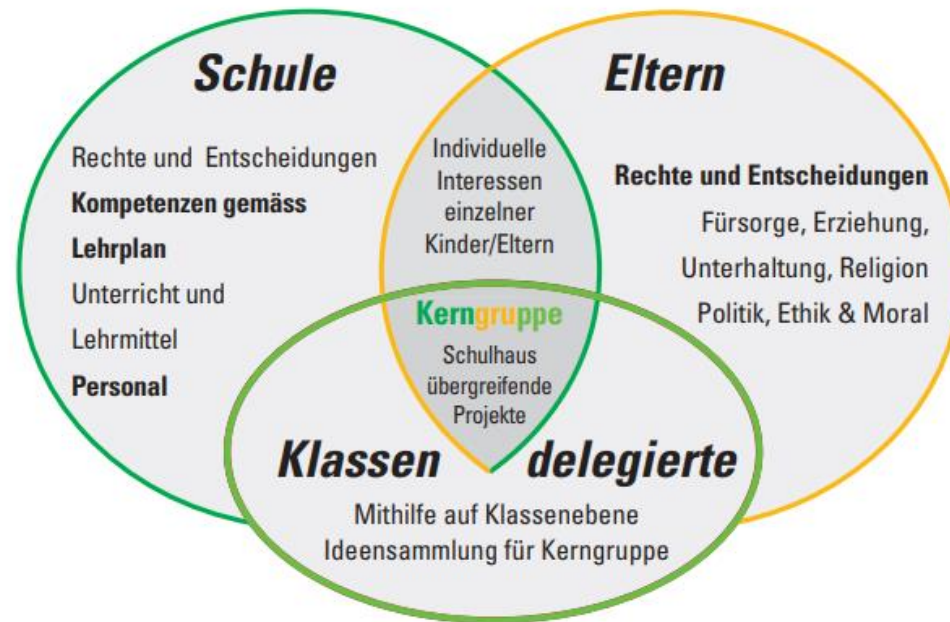 Schule
Rechte und Entscheidungen
Kompetenzen gemäss
Lehrplan
Unterricht und
Lehrmittel
Personal
Individuelle
Interessen
einzelner
Kinder/Eltern
Eltern
Rechte und Entscheidungen
Fürsorge, Erziehung,
Unterhaltung, Religion
Politik, Ethik & Moral
Kerngruppe
Schulhaus
übergreifende
Projekte
Klassen delegierte
Mithilfe auf Klassenebene
Ideensammlung für Kerngruppe